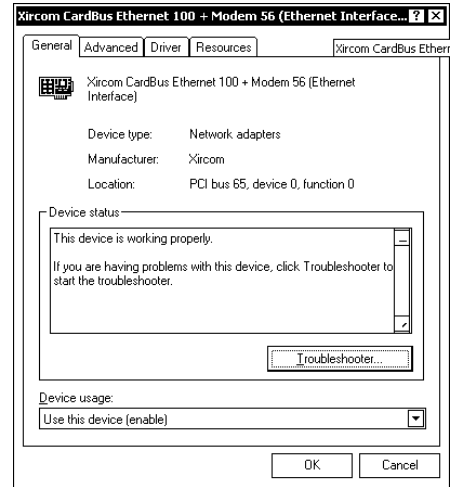 Xircom CardBus Ethernet 100 + Modem 56 (Ethernet Interface...
General Advanced Driver Resources
Xircom CardBus Ether
Xircom CardBus Ethernet 100 + Modem 56 (Ethernet
Interface)
Device type: Network adapters
Manufacturer: Xircom
Location: PCI bus 65, device 0, function 0
Device status
This device is working properly.
If you are having problems with this device, click Troubleshooter to
start the troubleshooter.
Troubleshooter...
Device usage:
Use this device (enable)
OK Cancel